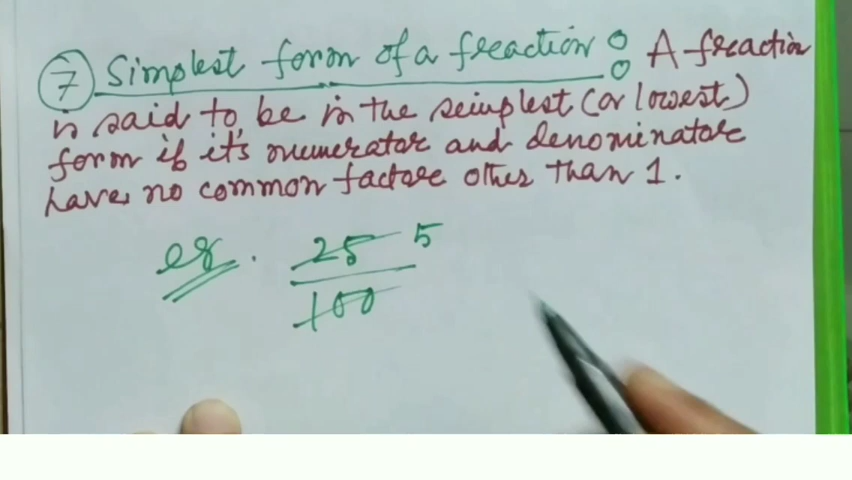 7 Simplest form of a fraction : A fraction
is said to be in the simplest (or lowest)
form if it's numerator and denominator
have no common factor other than 1.
eg. 25 5
100